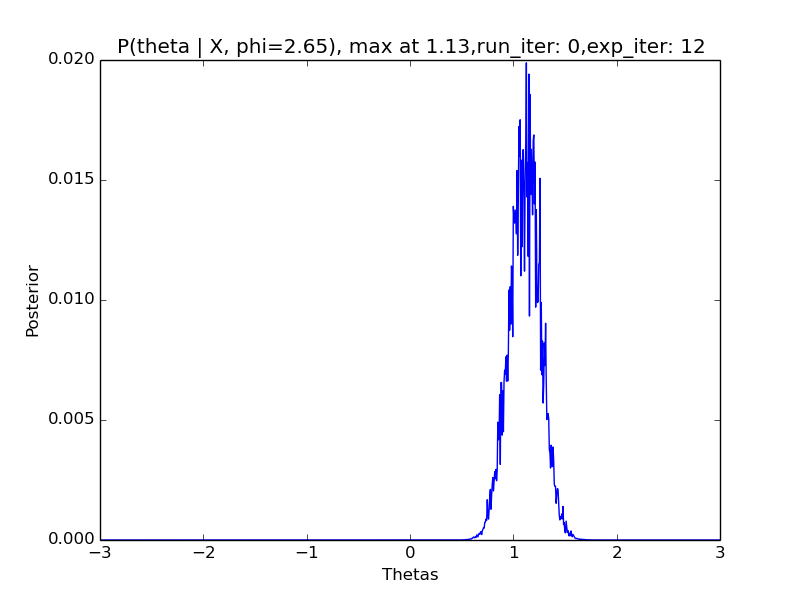 P(theta | X, phi=2.65), max at 1.13,run_iter: 0,exp_iter: 12
0.020
0.015
0.010
0.005
0.000
Posterior
−3 −2 −1 0 1 2 3
Thetas